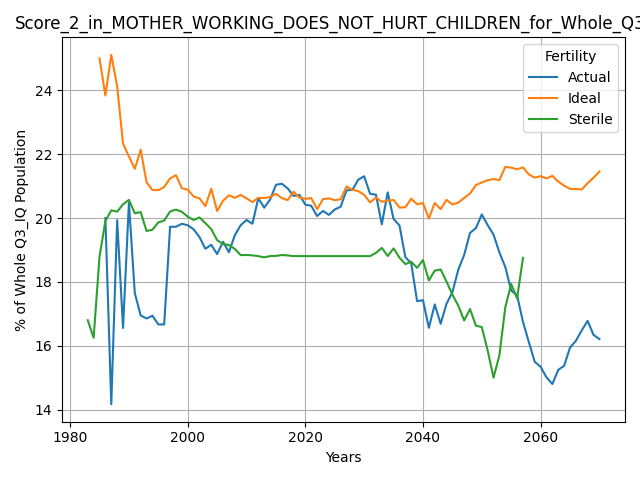 Score_2_in_MOTHER_WORKING_DOES_NOT_HURT_CHILDREN_for_Whole_Q3
Fertility
Actual
Ideal
Sterile
% of Whole Q3_IQ Population
24
22
20
18
16
14
1980
2000
2020
2040
2060
Years